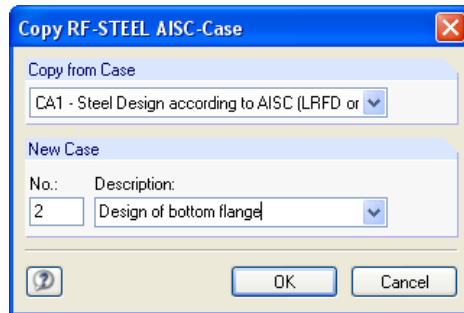 Copy RF-STEEL AISC-Case
Copy from Case
CA1 - Steel Design according to AISC (LRFD or
New Case
No.: Description:
2 Design of bottom flange
OK Cancel